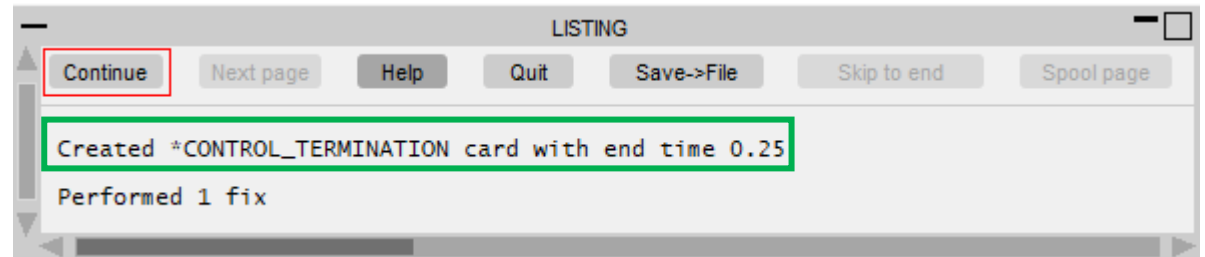 LISTING
Continue Next page Help Quit Save->File Skip to end Spool page
Created *CONTROL_TERMINATION card with end time 0.25
Performed 1 fix